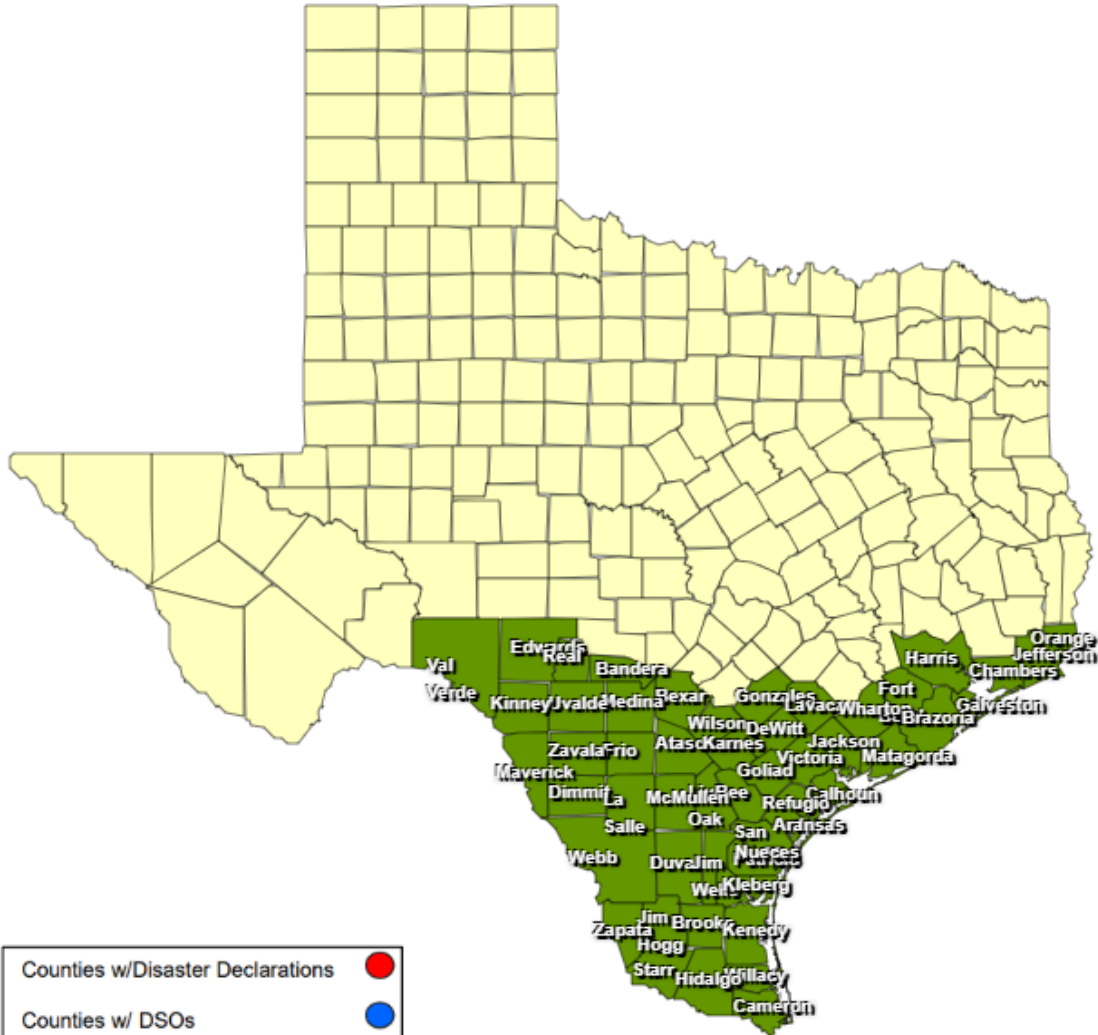 Orange
Jefferson
Harris
Chambers
Edwards
Real
Val
Verde
Bandera
Fort
Galveston
Kinney
Uvalde
Medina
Bexar
Gonzales
Lavaca
Wharton
Brazoria
Wilson
DeWitt
Zavala
Frio
Karnes
Jackson
Victoria
Matagorda
Maverick
Goliad
Dimmit
La
Salle
McMullen
Bee
Oak
Refugio
Calhoun
Aransas
San
Nueces
Webb
Duval
Jim
Kleberg
Jim
Hogg
Brooks
Kenedy
Zapata
Starr
Hidalgo
Willacy
Cameron
Counties w/Disaster Declarations
Counties w/ DSOs